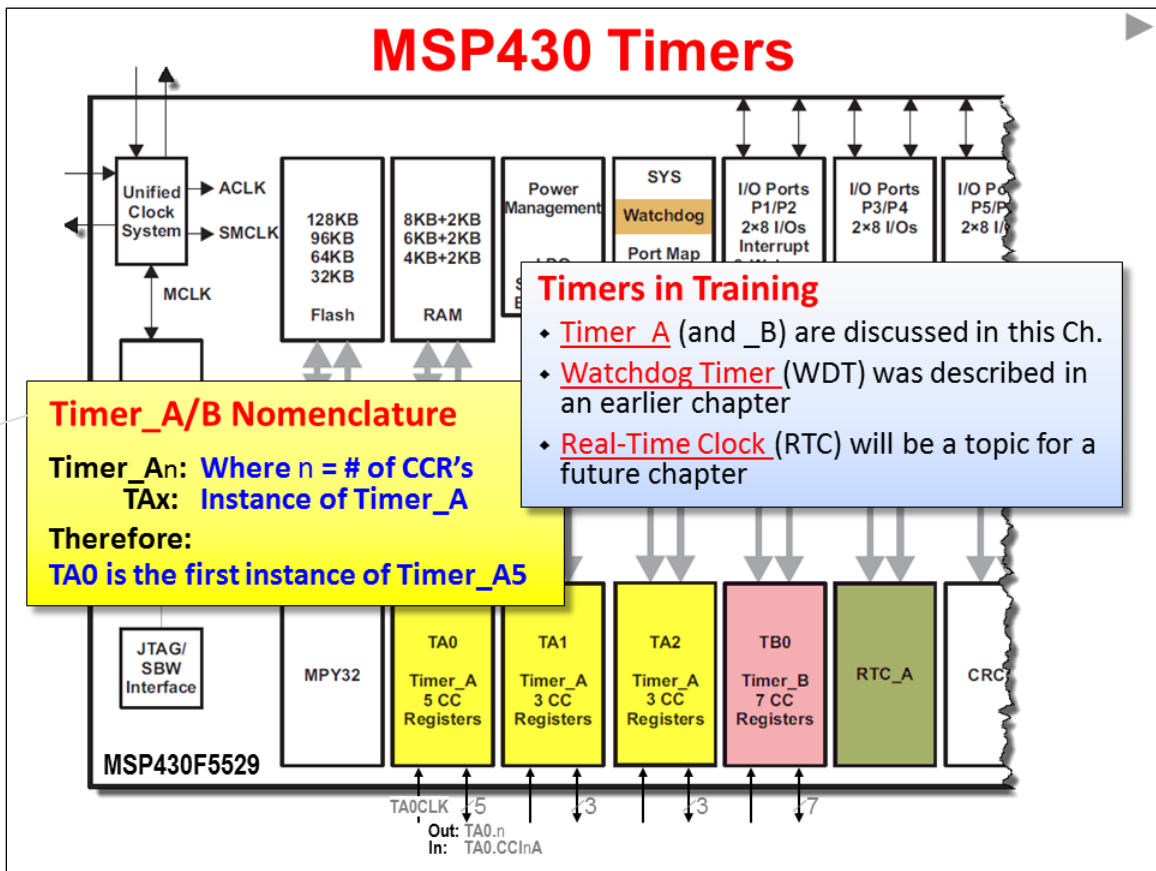 MSP430 Timers
Unified
Clock
System
ACLK
SMCLK
MCLK
128KB
96KB
64KB
32KB
Flash
8KB+2KB
6KB+2KB
4KB+2KB
RAM
Power
Management
SYS
Watchdog
Port Map
I/O Ports
P1/P2
2×8 I/Os
Interrupt
I/O Ports
P3/P4
2×8 I/Os
P5/P
2×8 I/
Timers in Training
◆ Timer_A (and _B) are discussed in this Ch.
◆ Watchdog Timer (WDT) was described in
an earlier chapter
◆ Real-Time Clock (RTC) will be a topic for a
future chapter
Timer_A/B Nomenclature
Timer_An: Where n = # of CCR's
TAx: Instance of Timer_A
Therefore:
TA0 is the first instance of Timer_A5
JTAG/
SBW
Interface
MPY32
TA0
Timer_A
5 CC
Registers
TA1
Timer_A
3 CC
Registers
TA2
Timer_A
3 CC
Registers
TB0
Timer_B
7 CC
Registers
RTC_A
CRC
MSP430F5529
TA0CLK
5
3
3
7
Out: TA0.n
In: TA0.CCInA